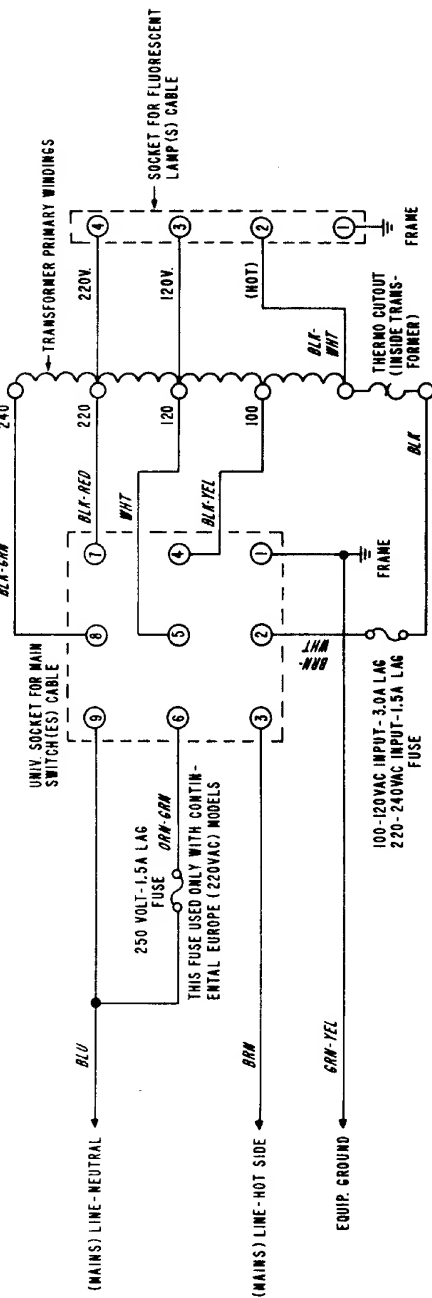 TRANSFORMER PRIMARY WINDINGS
SOCKET FOR FLUORESCENT
LAMP(S) CABLE
UNIV. SOCKET FOR MAIN
SWITCH(ES) CABLE
BLK-GRN
240
220
120
100
BLK-RED
WHT
BLK-YEL
BLK-
WHT
220V.
120V.
(HOT)
4
3
2
1
FRAME
9
8
7
6
5
4
3
2
1
BLU
(MAINS) LINE-NEUTRAL
250 VOLT-1.5A LAG
FUSE
ORN-GRN
THIS FUSE USED ONLY WITH CONTIN-
ENTAL EUROPE (220VAC) MODELS
BRN
(MAINS) LINE-HOT SIDE
BRN-
WHT
GRN-YEL
EQUIP. GROUND
FRAME
100-120VAC INPUT-3.0A LAG
220-240VAC INPUT-1.5A LAG
FUSE
BLK
THERMO CUTOUT
(INSIDE TRANS-
FORMER)